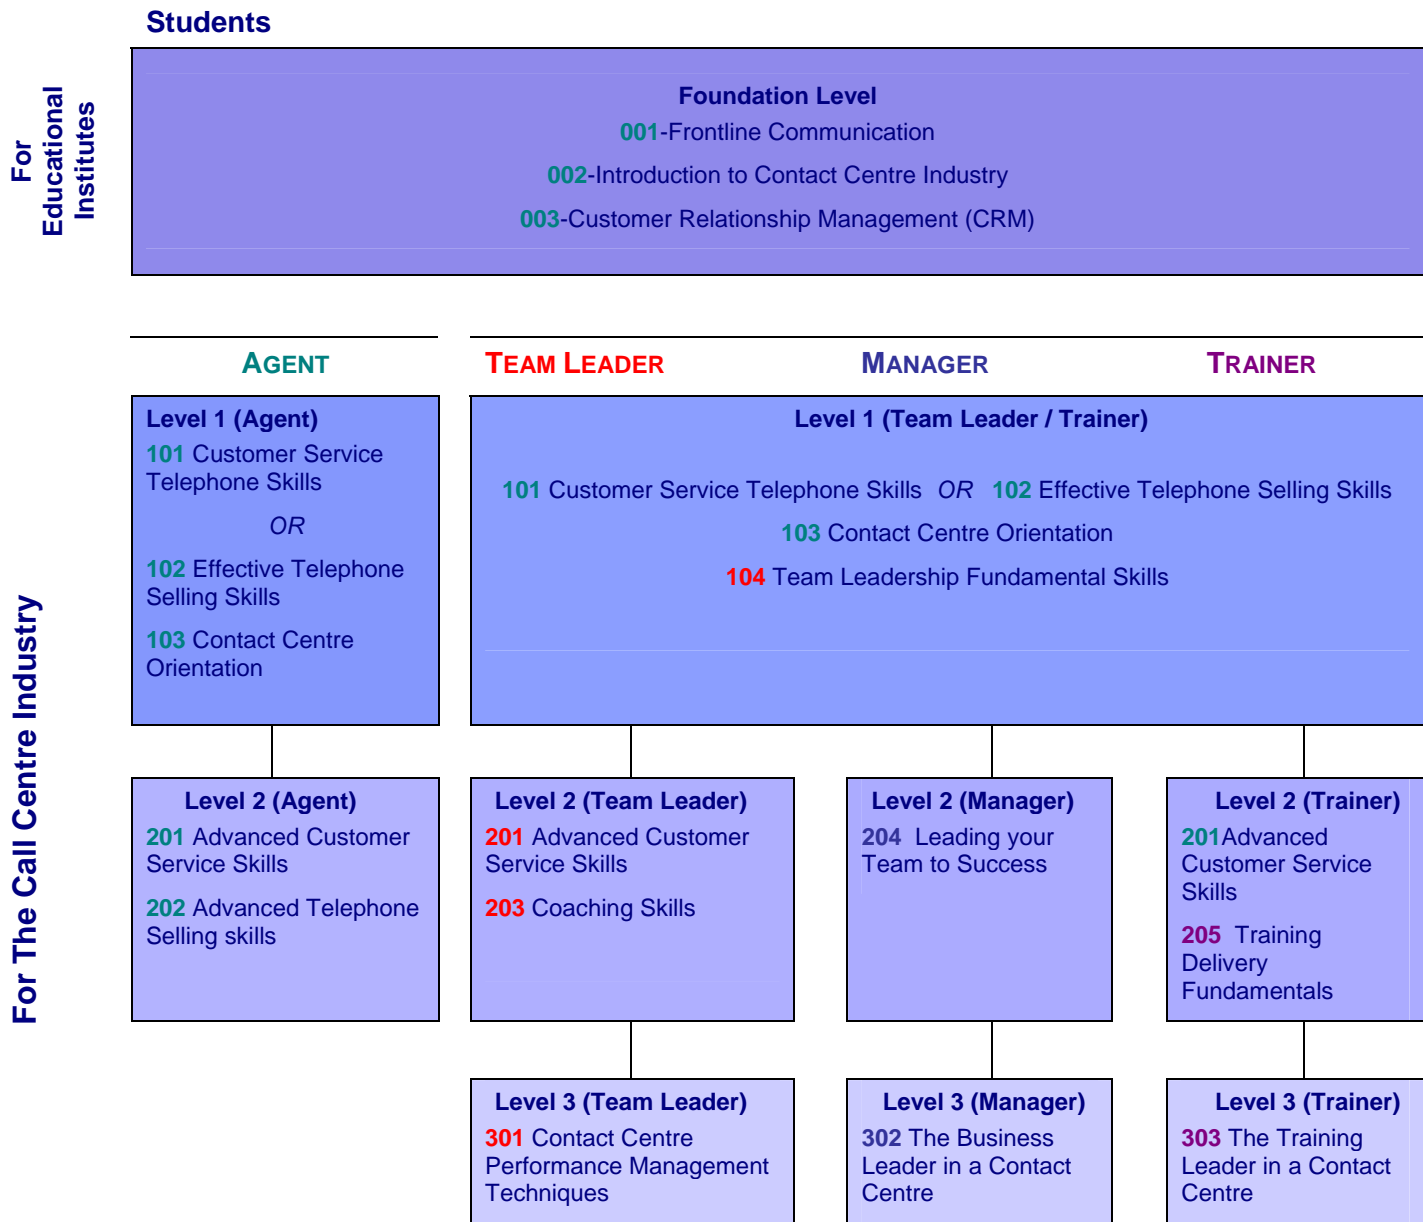 Students
For
Educational
Institutes
Foundation Level
001-Frontline Communication
002-Introduction to Contact Centre Industry
003-Customer Relationship Management (CRM)
For The Call Centre Industry
AGENT
TEAM LEADER
MANAGER
TRAINER
Level 1 (Agent)
101 Customer Service
Telephone Skills
OR
102 Effective Telephone
Selling Skills
103 Contact Centre
Orientation
Level 1 (Team Leader / Trainer)
101 Customer Service Telephone Skills OR 102 Effective Telephone Selling Skills
103 Contact Centre Orientation
104 Team Leadership Fundamental Skills
Level 2 (Agent)
201 Advanced Customer
Service Skills
202 Advanced Telephone
Selling skills
Level 2 (Team Leader)
201 Advanced Customer
Service Skills
203 Coaching Skills
Level 2 (Manager)
204 Leading your
Team to Success
Level 2 (Trainer)
201Advanced
Customer Service
Skills
205 Training
Delivery
Fundamentals
Level 3 (Team Leader)
301 Contact Centre
Performance Management
Techniques
Level 3 (Manager)
302 The Business
Leader in a Contact
Centre
Level 3 (Trainer)
303 The Training
Leader in a Contact
Centre